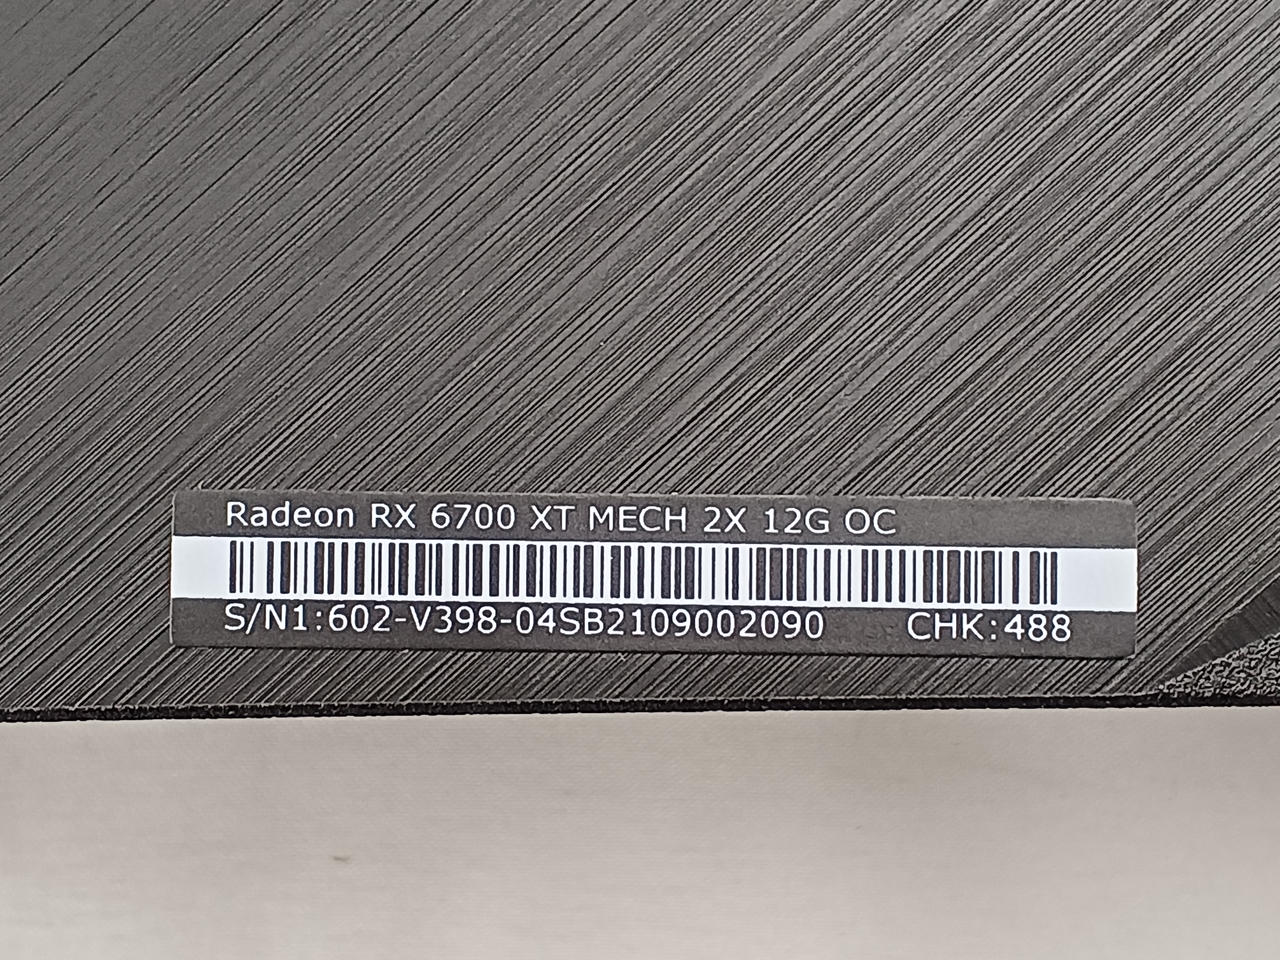 Radeon RX 6700 XT MECH 2X 12G OC
S/N1:602-V398-04SB2109002090 CHK:488